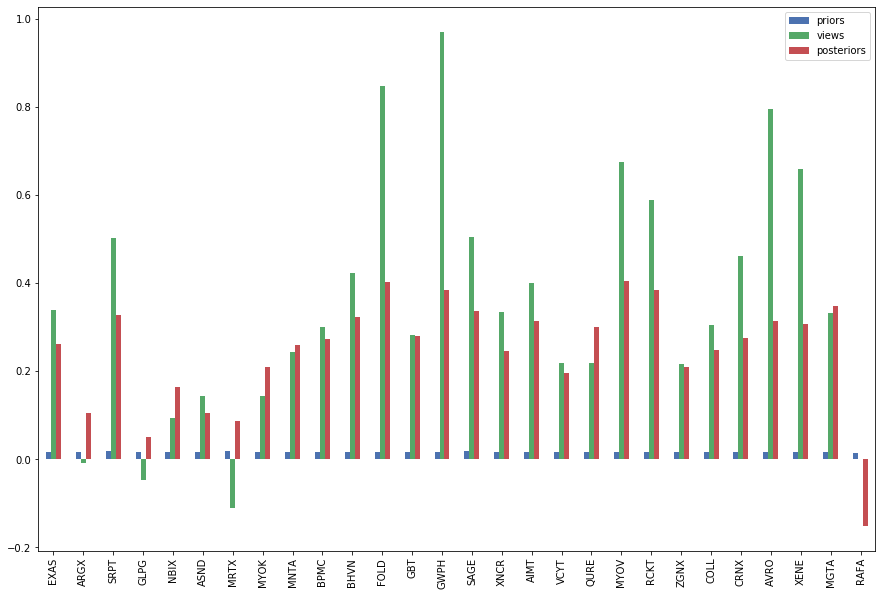 1.0
0.8
0.6
0.4
0.2
0.0
−0.2
priors
views
posteriors
EXAS
ARGX
SRPT
GLPG
NBIX
ASND
MRTX
MYOK
MNTA
BPMC
BHVN
FOLD
GBT
GWPH
SAGE
XNCR
AIMT
VCYT
QURE
MYOV
RCKT
ZGNX
COLL
CRNX
AVRO
XENE
MGTA
RAFA